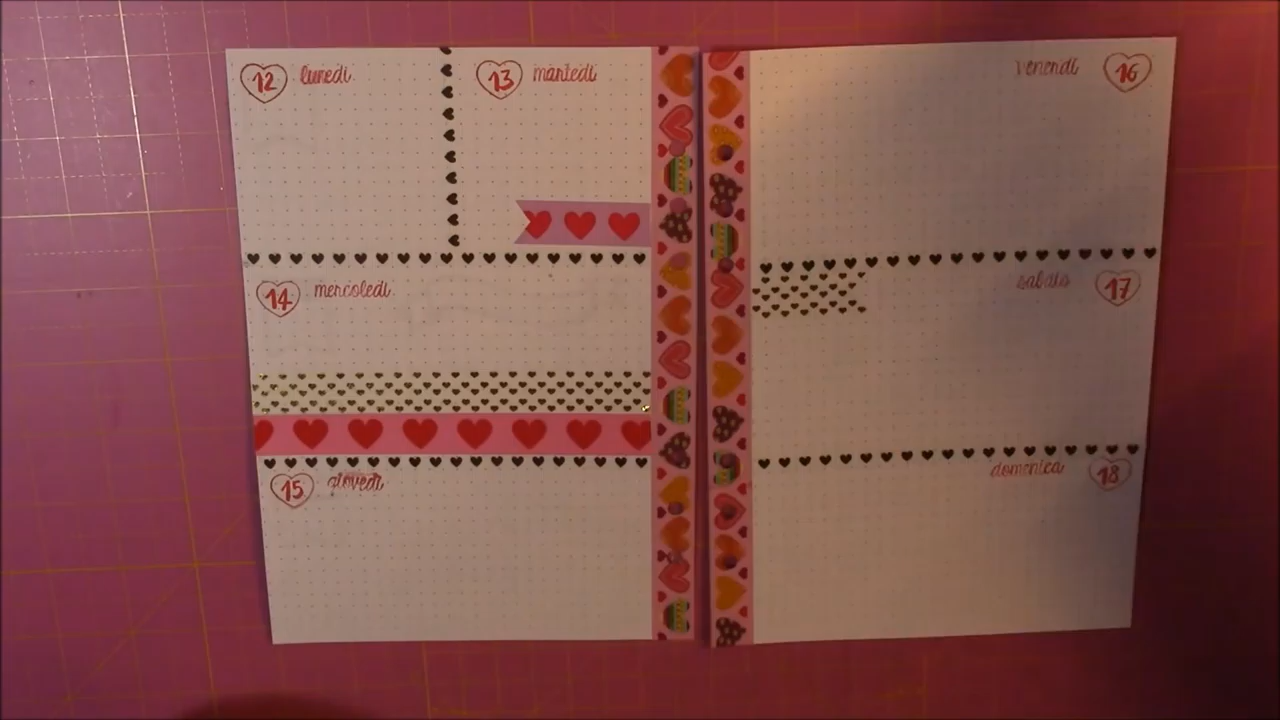 12 lunedì
13 martedì
14 mercoledì
15 giovedì
venerdì 16
sabato 17
domenica 18